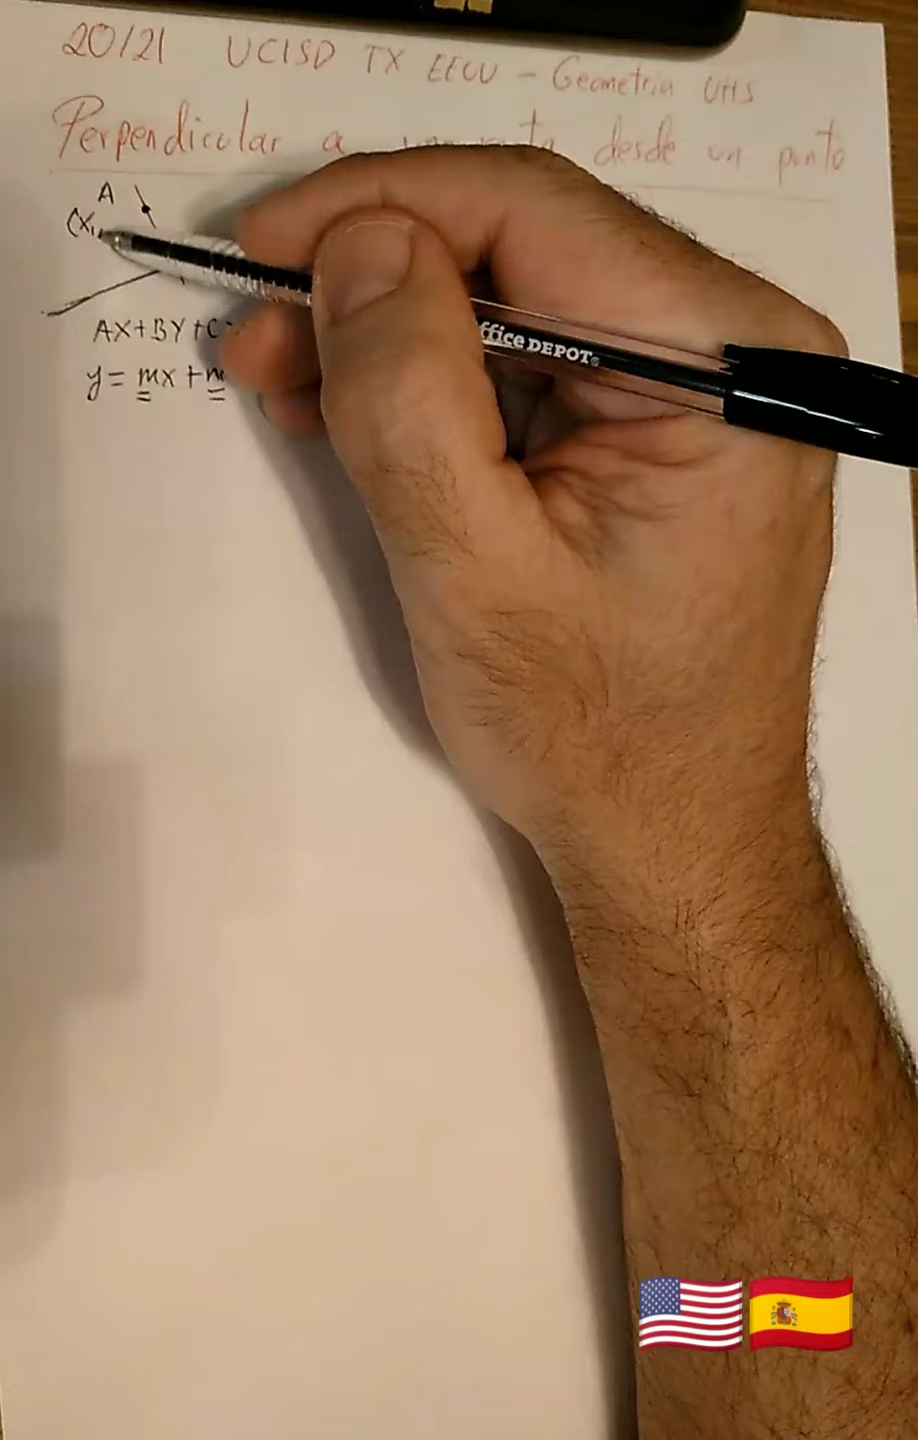 20/21 UCISD TX EEUU - Geometria UHS
Perpendicular a desde un punto
A
(X,
AX+BY+C
y = mx +
Office DEPOT